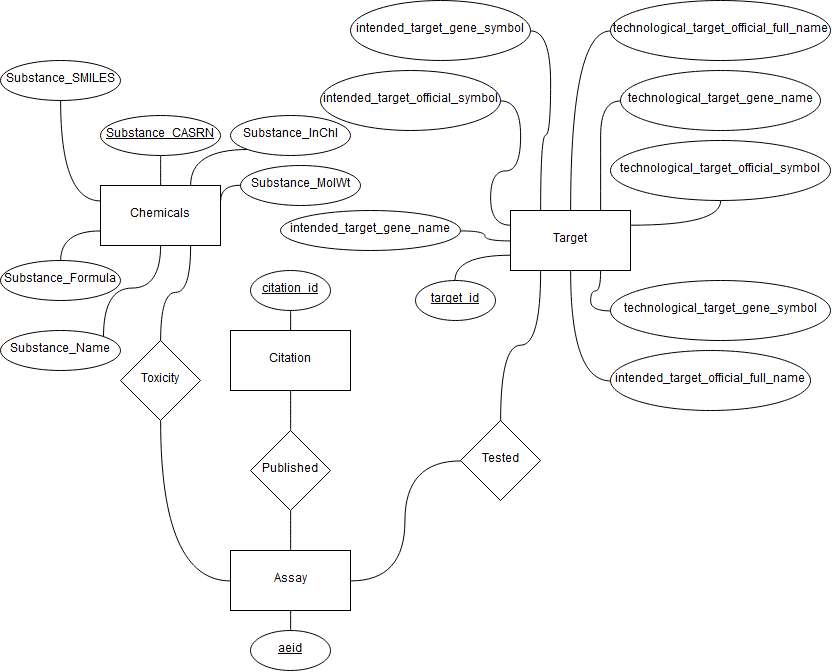 intended_target_gene_symbol
technological_target_official_full_name
Substance_SMILES
intended_target_official_symbol
technological_target_gene_name
Substance_CASRN
Substance_InChI
technological_target_official_symbol
Substance_MolWt
Chemicals
intended_target_gene_name
Target
Substance_Formula
citation_id
target_id
technological_target_gene_symbol
Substance_Name
Citation
Toxicity
intended_target_official_full_name
Published
Tested
Assay
aeid